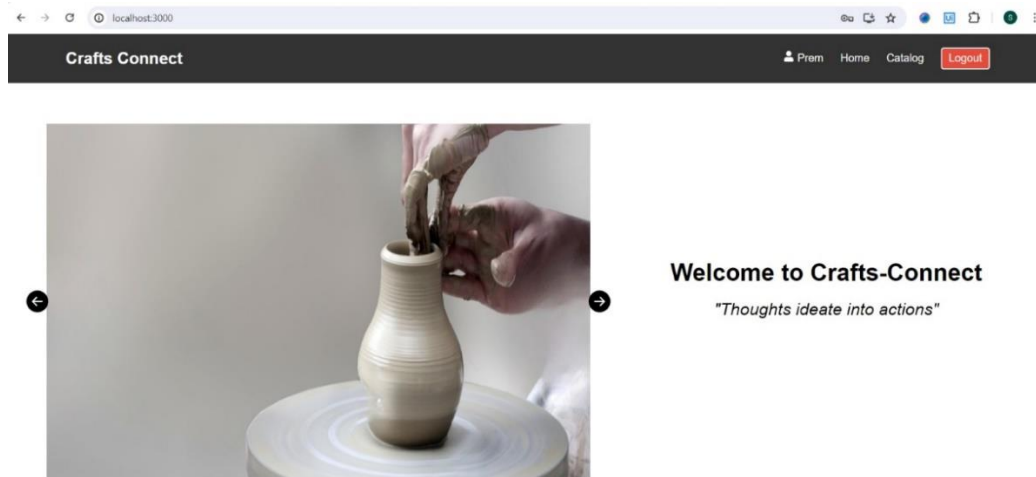 localhost:3000
Crafts Connect
Prem Home Catalog Logout
Welcome to Crafts-Connect
"Thoughts ideate into actions"